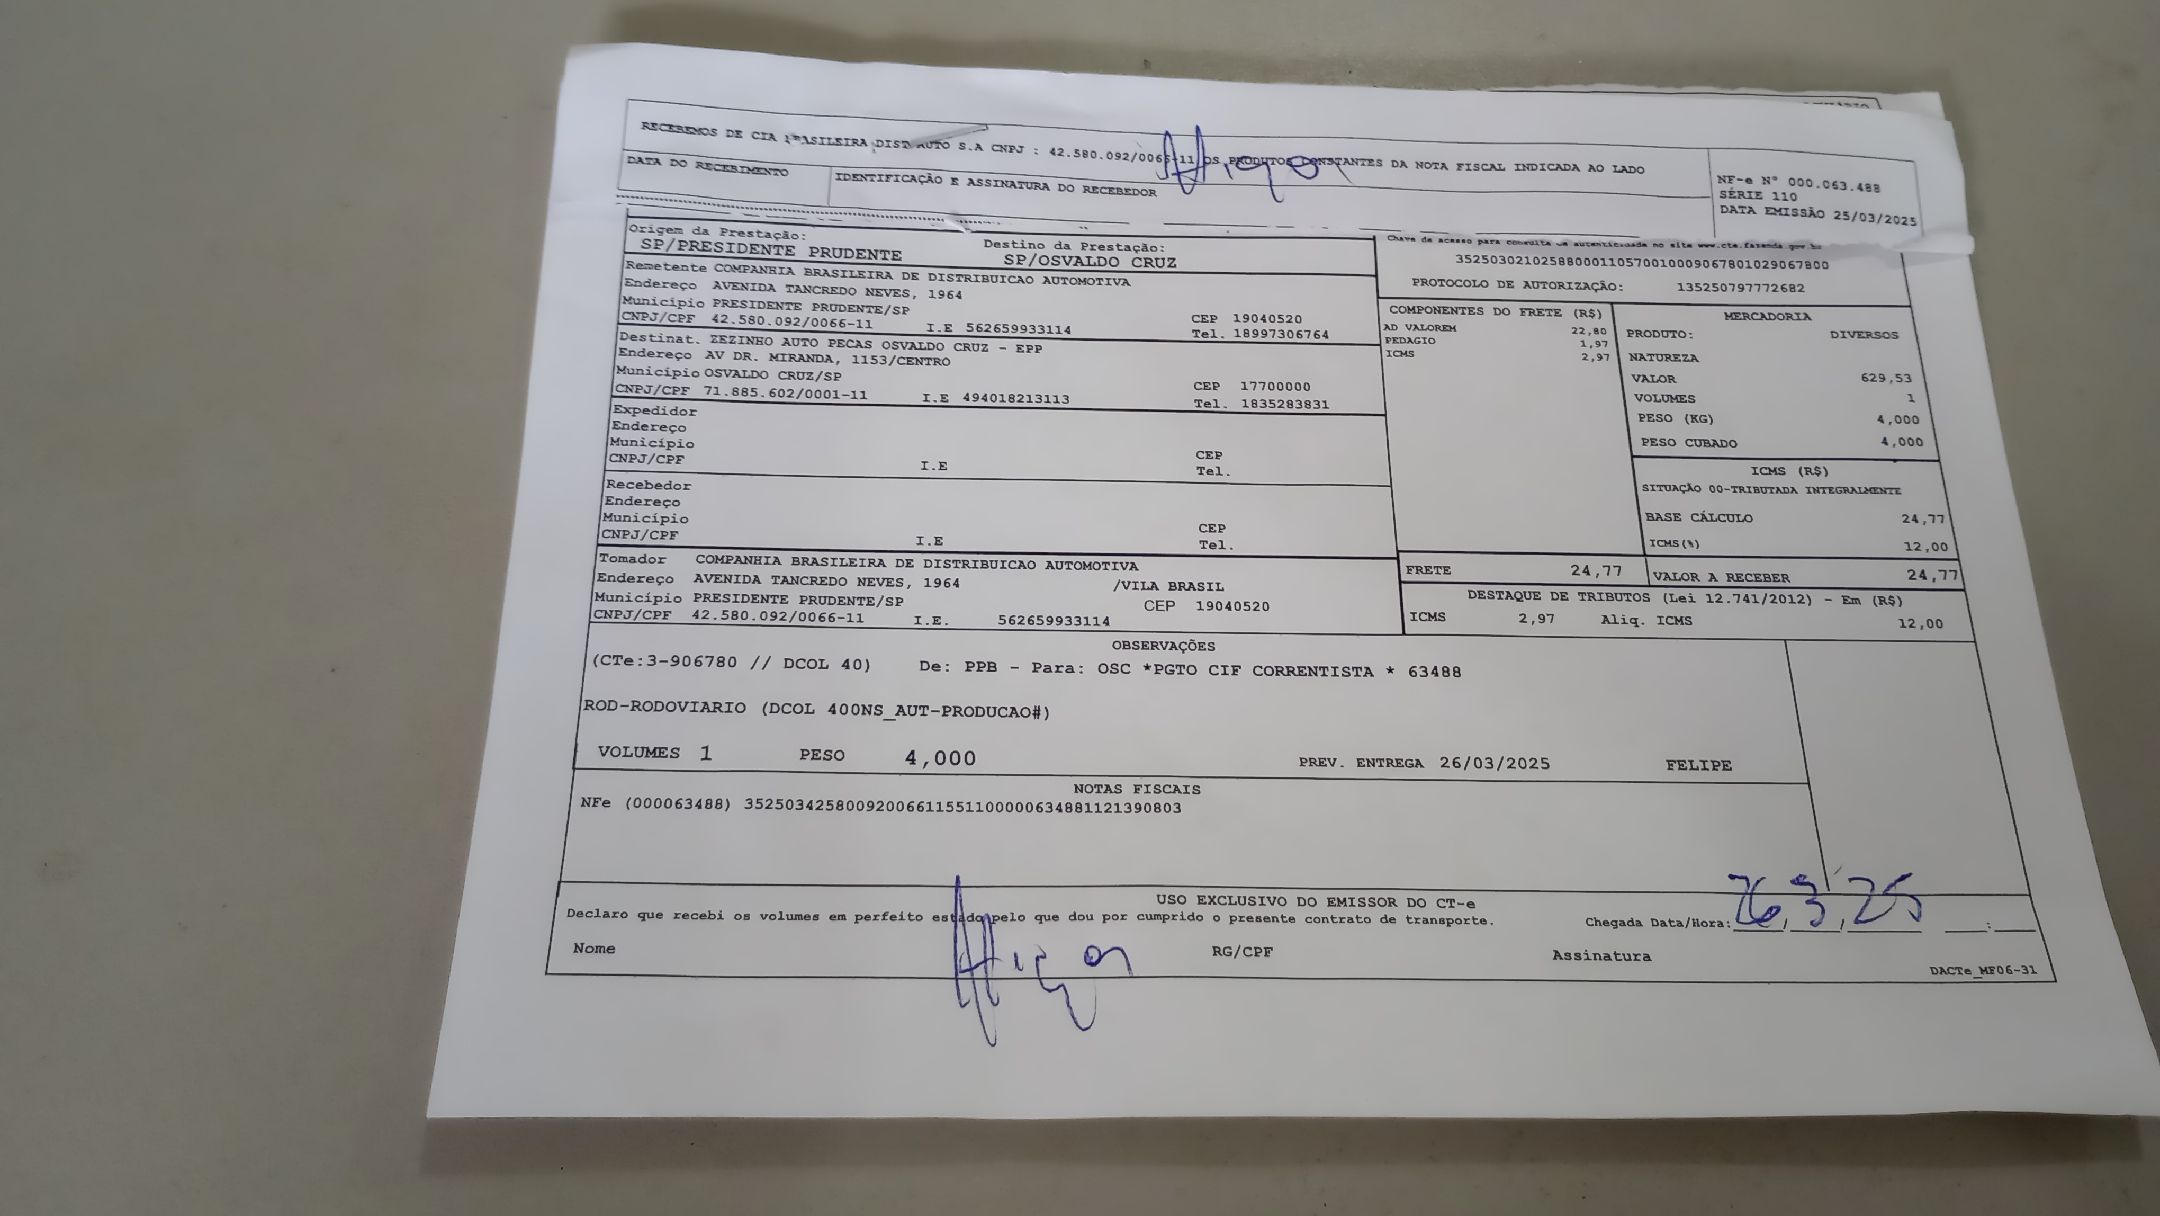 RECEBEMOS DE CIA BRASILEIRA DIST AUTO S.A CNPJ : 42.580.092/0066-11 OS PRODUTOS CONSTANTES DA NOTA FISCAL INDICADA AO LADO
DATA DO RECEBIMENTO
IDENTIFICAÇÃO E ASSINATURA DO RECEBEDOR
NF-e Nº 000.063.488
SÉRIE 110
DATA EMISSÃO 25/03/2025
Origem da Prestação:
SP/PRESIDENTE PRUDENTE
Destino da Prestação:
SP/OSVALDO CRUZ
Chave de acesso para consulta de autenticidade no site www.cte.fazenda.gov.br
35250302102588000110570010009067801029067800
PROTOCOLO DE AUTORIZAÇÃO: 135250797772682
Remetente COMPANHIA BRASILEIRA DE DISTRIBUICAO AUTOMOTIVA
Endereço AVENIDA TANCREDO NEVES, 1964
Município PRESIDENTE PRUDENTE/SP CEP 19040520
CNPJ/CPF 42.580.092/0066-11 I.E 562659933114 Tel. 18997306764
Destinat. ZEZINHO AUTO PECAS OSVALDO CRUZ - EPP
Endereço AV DR. MIRANDA, 1153/CENTRO
Município OSVALDO CRUZ/SP CEP 17700000
CNPJ/CPF 71.885.602/0001-11 I.E 494018213113 Tel. 1835283831
Expedidor
Endereço
Município CEP
CNPJ/CPF I.E Tel.
Recebedor
Endereço
Município CEP
CNPJ/CPF I.E Tel.
Tomador COMPANHIA BRASILEIRA DE DISTRIBUICAO AUTOMOTIVA
Endereço AVENIDA TANCREDO NEVES, 1964 /VILA BRASIL
Município PRESIDENTE PRUDENTE/SP CEP 19040520
CNPJ/CPF 42.580.092/0066-11 I.E. 562659933114
COMPONENTES DO FRETE (R$)
AD VALOREM 22,80
PEDAGIO 1,97
ICMS 2,97
MERCADORIA
PRODUTO: DIVERSOS
NATUREZA
VALOR 629,53
VOLUMES 1
PESO (KG) 4,000
PESO CUBADO 4,000
ICMS (R$)
SITUAÇÃO 00-TRIBUTADA INTEGRALMENTE
BASE CÁLCULO 24,77
ICMS(%) 12,00
FRETE 24,77 VALOR A RECEBER 24,77
DESTAQUE DE TRIBUTOS (Lei 12.741/2012) - Em (R$)
ICMS 2,97 Aliq. ICMS 12,00
OBSERVAÇÕES
(CTe:3-906780 // DCOL 40) De: PPB - Para: OSC *PGTO CIF CORRENTISTA * 63488
ROD-RODOVIARIO (DCOL 400NS_AUT-PRODUCAO#)
VOLUMES 1 PESO 4,000 PREV. ENTREGA 26/03/2025 FELIPE
NOTAS FISCAIS
NFe (000063488) 35250342580092006611551100000634881121390803
USO EXCLUSIVO DO EMISSOR DO CT-e
Declaro que recebi os volumes em perfeito estado pelo que dou por cumprido o presente contrato de transporte.
Chegada Data/Hora: 26,3,25 :
Nome RG/CPF Assinatura
DACTe_MF06-31